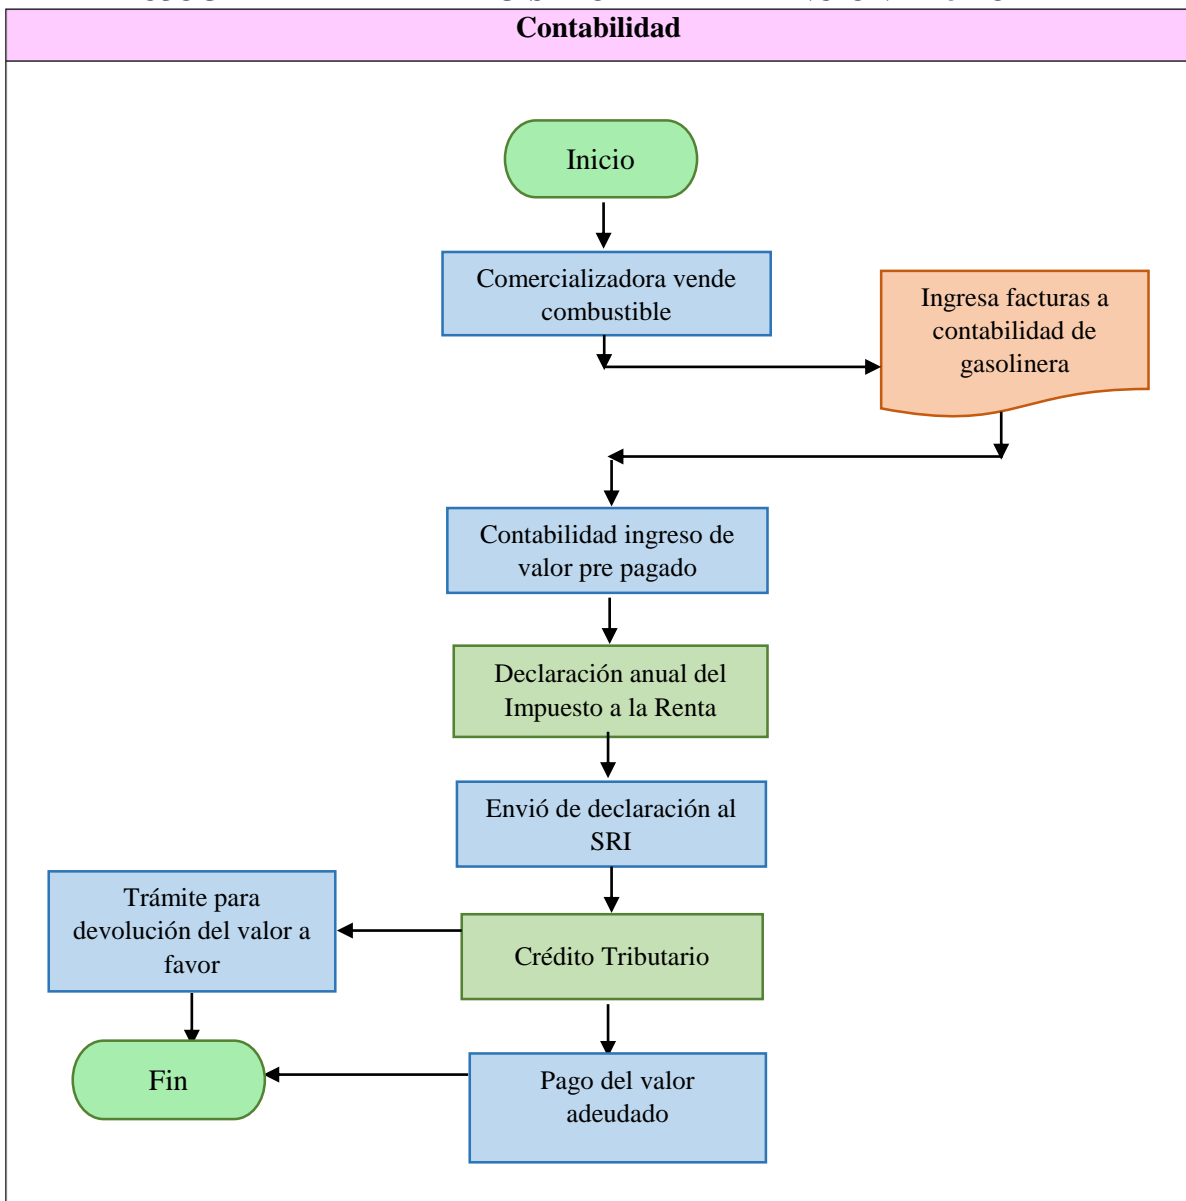 Contabilidad
Inicio
Comercializadora vende
combustible
Ingresa facturas a
contabilidad de
gasolinera
Contabilidad ingreso de
valor pre pagado
Declaración anual del
Impuesto a la Renta
Envió de declaración al
SRI
Trámite para
devolución del valor a
favor
Crédito Tributario
Fin
Pago del valor
adeudado